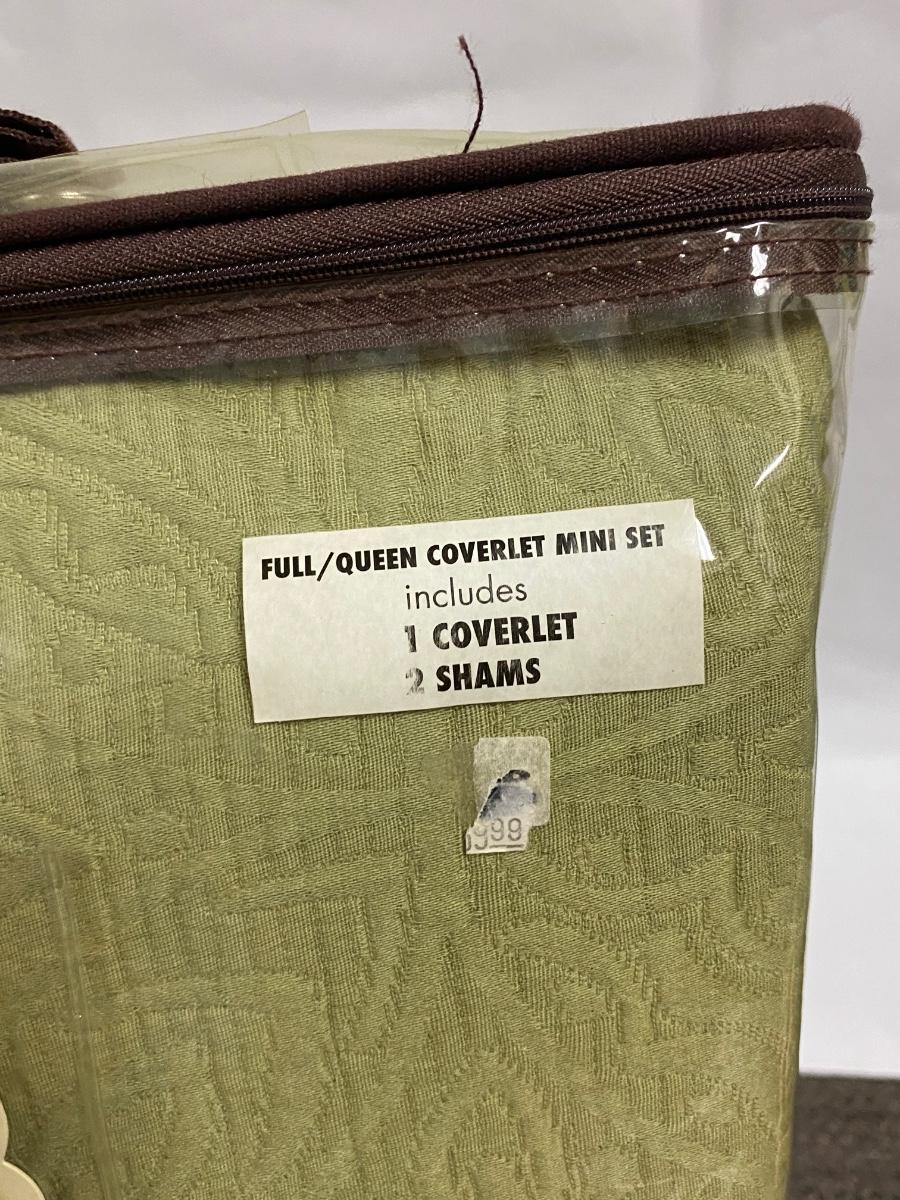 FULL/QUEEN COVERLET MINI SET
includes
1 COVERLET
2 SHAMS